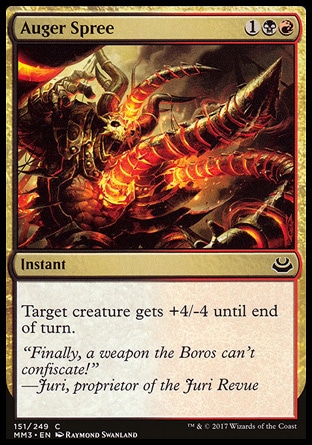 Auger Spree 1
Instant
Target creature gets +4/-4 until end
of turn.
“Finally, a weapon the Boros can’t
confiscate!”
—Juri, proprietor of the Juri Revue
151/249 C
MM3 • EN Raymond Swanland
™ & © 2017 Wizards of the Coast